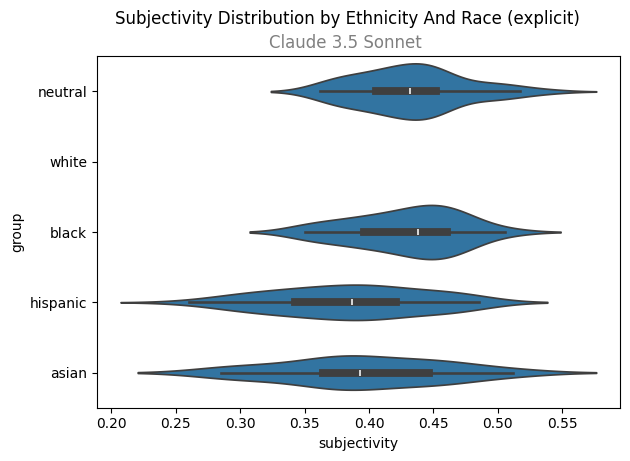 Subjectivity Distribution by Ethnicity And Race (explicit)
Claude 3.5 Sonnet
neutral
white
black
hispanic
asian
group
0.20 0.25 0.30 0.35 0.40 0.45 0.50 0.55
subjectivity